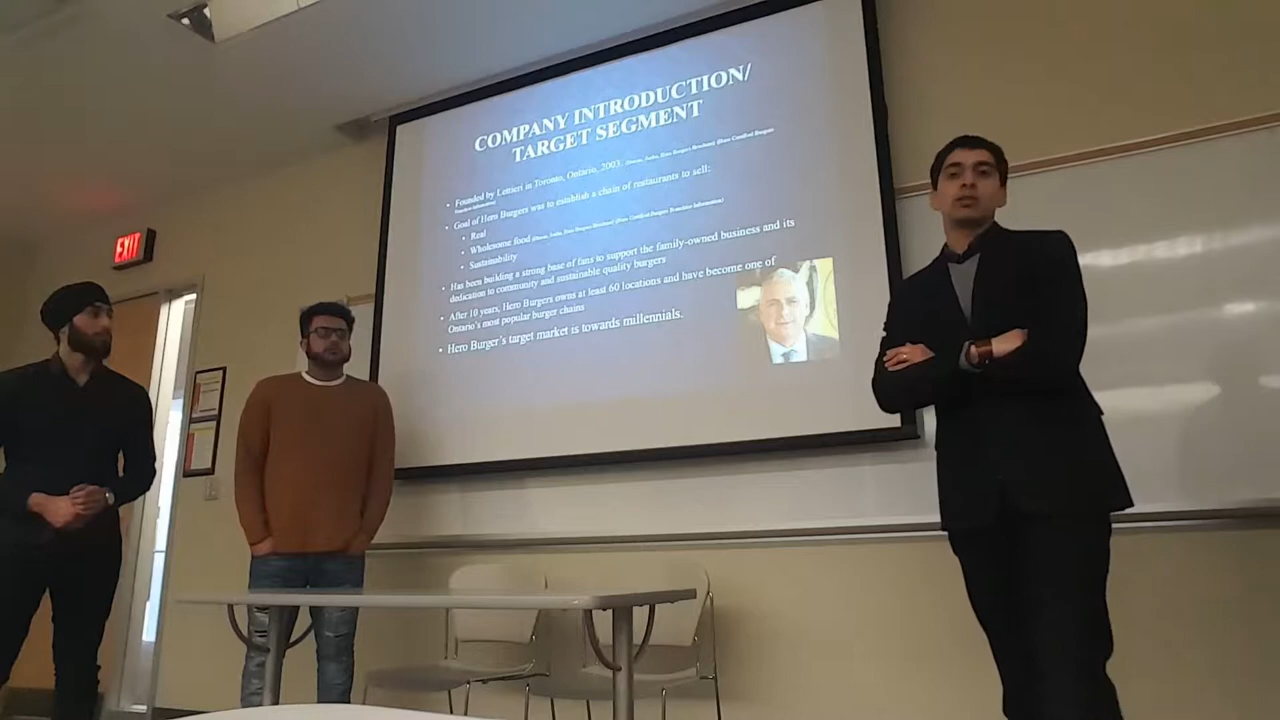 COMPANY INTRODUCTION/
TARGET SEGMENT
• Founded by Lettieri in Toronto, Ontario, 2003.
Franchise Information)
• Goal of Hero Burgers was to establish a chain of restaurants to sell:
• Real
• Wholesome food
• Sustainability
• Has been building a strong base of fans to support the family-owned business and its
dedication to community and sustainable quality burgers
• After 10 years, Hero Burgers owns at least 60 locations and have become one of
Ontario's most popular burger chains
• Hero Burger's target market is towards millennials.
EXIT